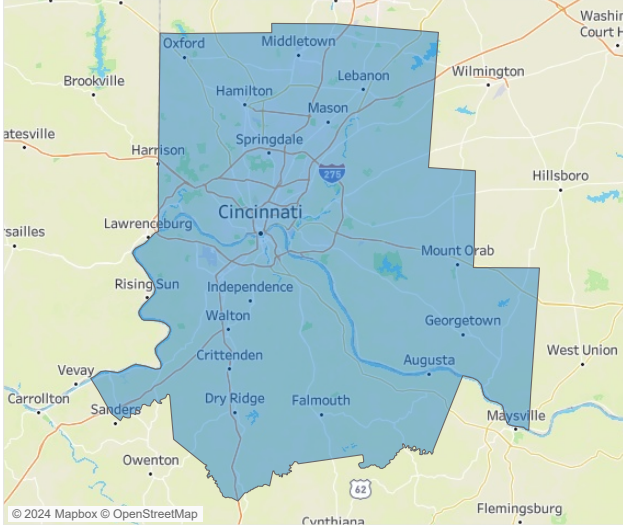 Washin
Court H
Oxford
Middletown
Lebanon
Wilmington
Brookville
Hamilton
Mason
atesville
Springdale
Harrison
275
Hillsboro
Cincinnati
Lawrenceburg
rsailles
Mount Orab
Rising Sun
Independence
Walton
Georgetown
Crittenden
Augusta
West Union
Vevay
Carrollton
Sanders
Dry Ridge
Falmouth
Maysville
Owenton
62
Flemingsburg
Cynthiana
© 2024 Mapbox © OpenStreetMap